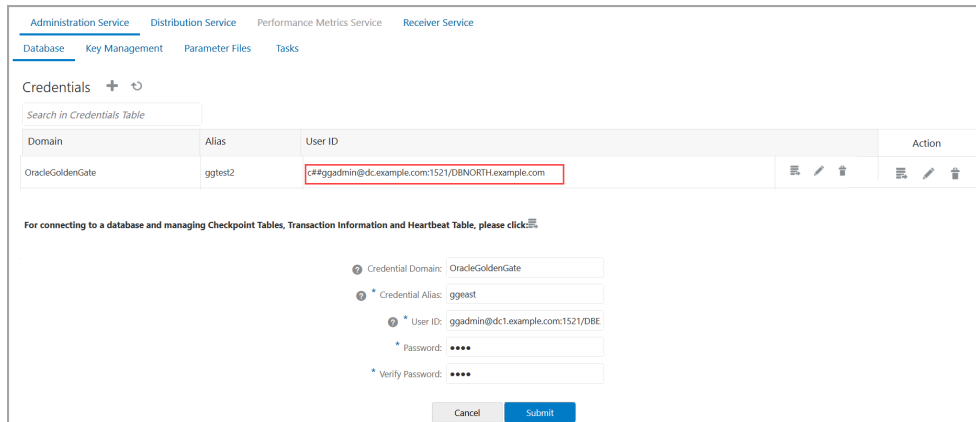 Administration Service Distribution Service Performance Metrics Service Receiver Service
Database Key Management Parameter Files Tasks
Credentials
Search in Credentials Table
Domain Alias User ID Action
OracleGoldenGate ggtest2 c##ggadmin@dc.example.com:1521/DBNORTH.example.com
For connecting to a database and managing Checkpoint Tables, Transaction Information and Heartbeat Table, please click:
? Credential Domain: OracleGoldenGate
? * Credential Alias: ggeast
? * User ID: ggadmin@dc1.example.com:1521/DBE
* Password: ●●●●
* Verify Password: ●●●●
Cancel Submit